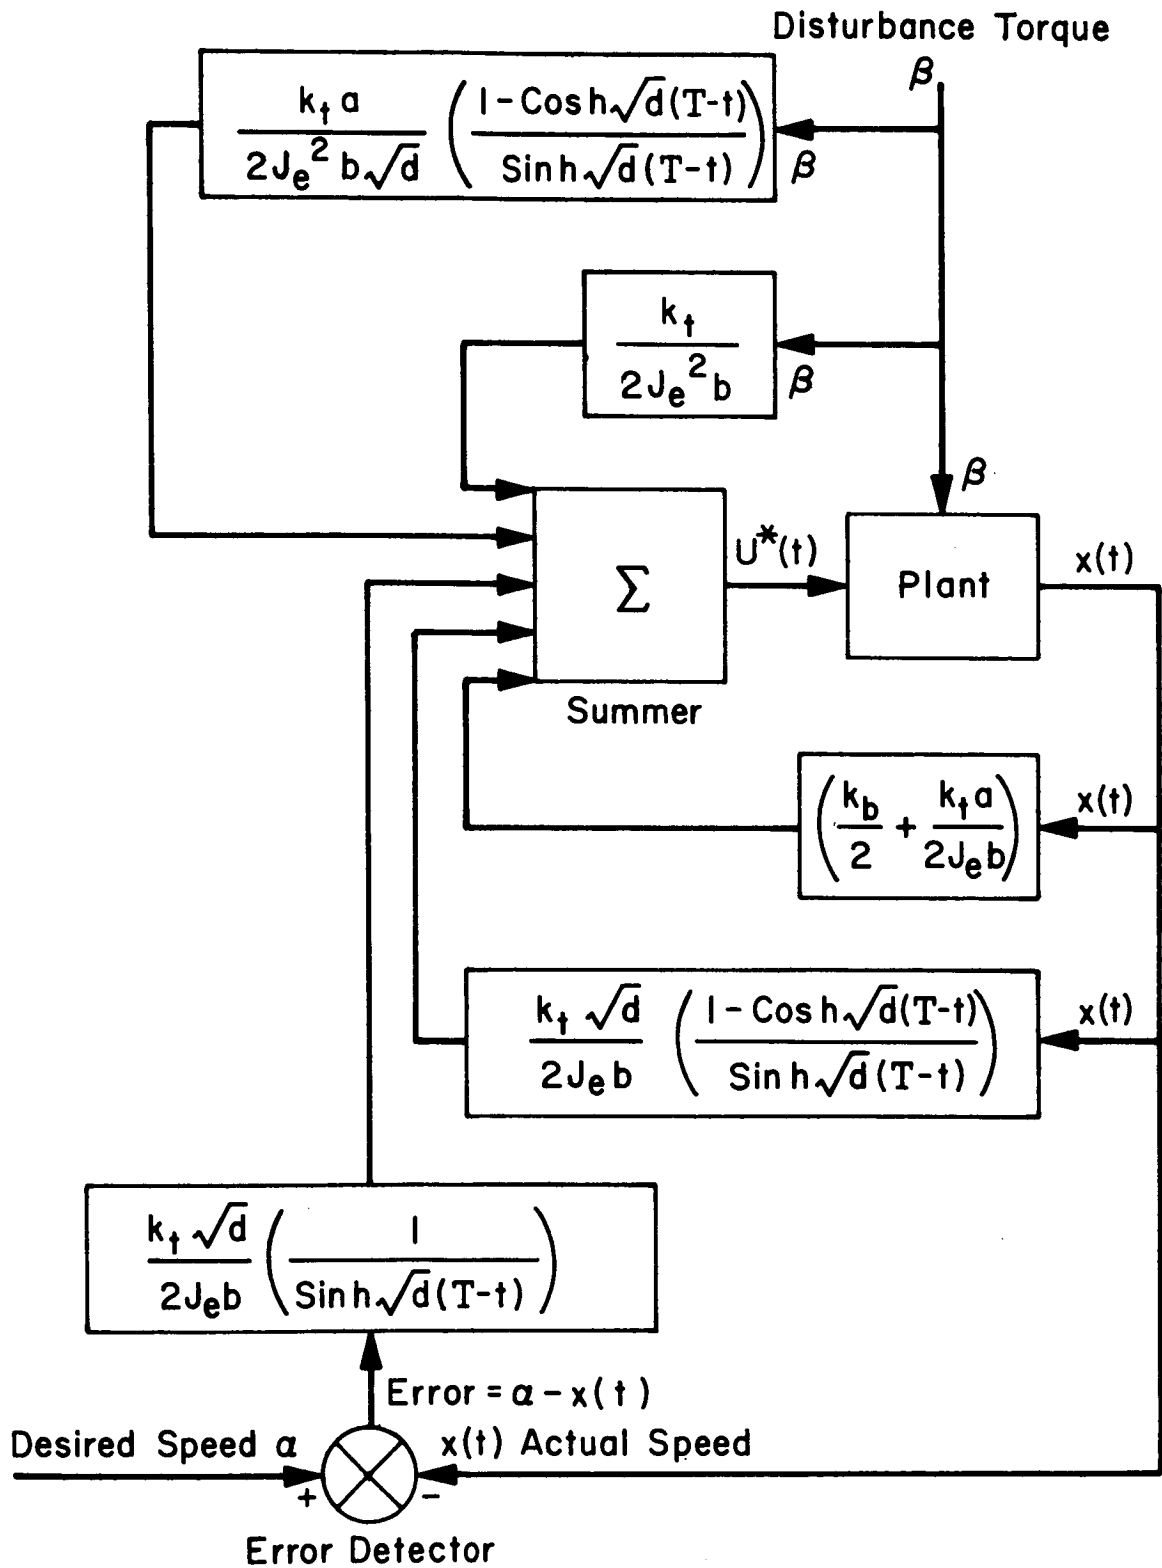 Disturbance Torque
β
k_t a / 2J_e^2 b√d (1-Cosh√d(T-t) / Sinh√d(T-t))
β
k_t / 2J_e^2 b
β
β
Σ
U*(t)
Plant
x(t)
Summer
(k_b/2 + k_t a/2J_e b)
x(t)
k_t √d / 2J_e b (1-Cosh√d(T-t) / Sinh√d(T-t))
x(t)
k_t √d / 2J_e b (1 / Sinh√d(T-t))
Error = α - x(t)
Desired Speed α
x(t) Actual Speed
+
-
Error Detector